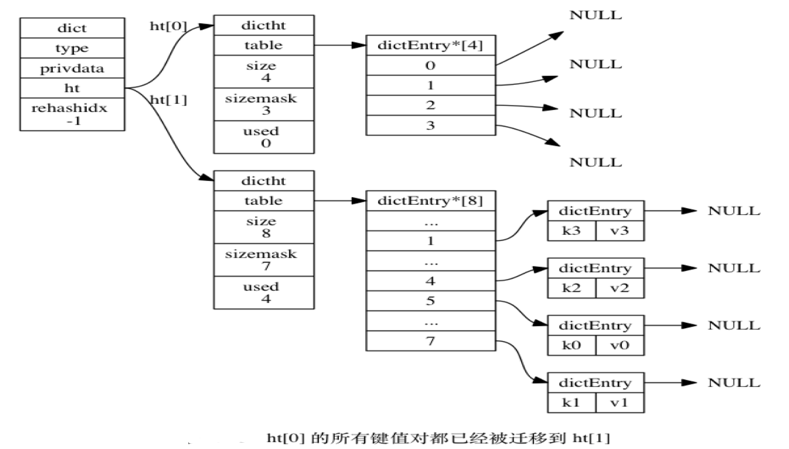 dict
type
privdata
ht
rehashidx
-1
ht[0]
ht[1]
dictht
table
size
4
sizemask
3
used
0
dictEntry*[4]
0
1
2
3
NULL
NULL
NULL
NULL
dictht
table
size
8
sizemask
7
used
4
dictEntry*[8]
...
1
...
4
5
...
7
dictEntry
k3 v3
NULL
dictEntry
k2 v2
NULL
dictEntry
k0 v0
NULL
dictEntry
k1 v1
NULL
ht[0] 的所有键值对都已经被迁移到 ht[1]